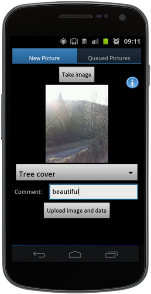 09:11
New Picture
Queued Pictures
Take image
Tree cover
Comment:
beautiful
Upload image and data